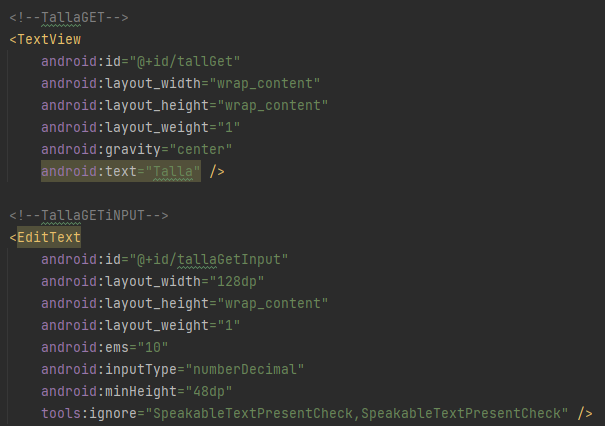 <!--TallaGET-->
<TextView
android:id="@+id/tallGet"
android:layout_width="wrap_content"
android:layout_height="wrap_content"
android:layout_weight="1"
android:gravity="center"
android:text="Talla" />
<!--TallaGETiNPUT-->
<EditText
android:id="@+id/tallaGetInput"
android:layout_width="128dp"
android:layout_height="wrap_content"
android:layout_weight="1"
android:ems="10"
android:inputType="numberDecimal"
android:minHeight="48dp"
tools:ignore="SpeakableTextPresentCheck,SpeakableTextPresentCheck" />